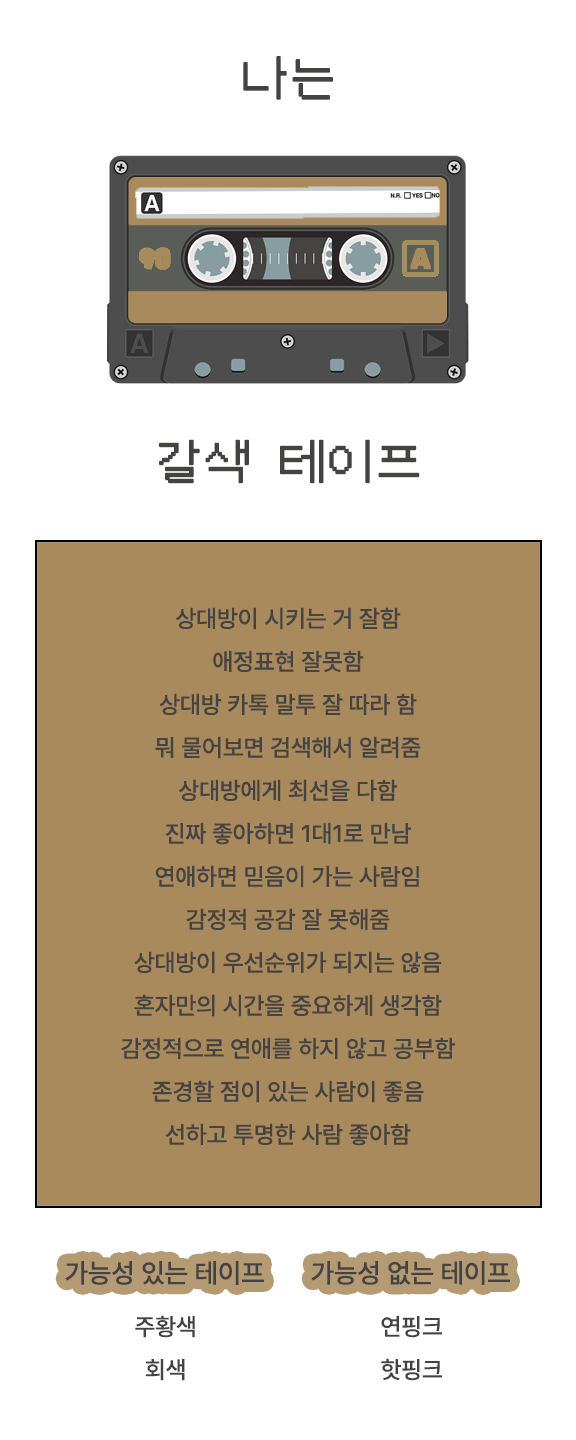 나는
A
N.R. YES NO
90
A
A
갈색 테이프
상대방이 시키는 거 잘함
애정표현 잘못함
상대방 카톡 말투 잘 따라 함
뭐 물어보면 검색해서 알려줌
상대방에게 최선을 다함
진짜 좋아하면 1대1로 만남
연애하면 믿음이 가는 사람임
감정적 공감 잘 못해줌
상대방이 우선순위가 되지는 않음
혼자만의 시간을 중요하게 생각함
감정적으로 연애를 하지 않고 공부함
존경할 점이 있는 사람이 좋음
선하고 투명한 사람 좋아함
가능성 있는 테이프
주황색
회색
가능성 없는 테이프
연핑크
핫핑크